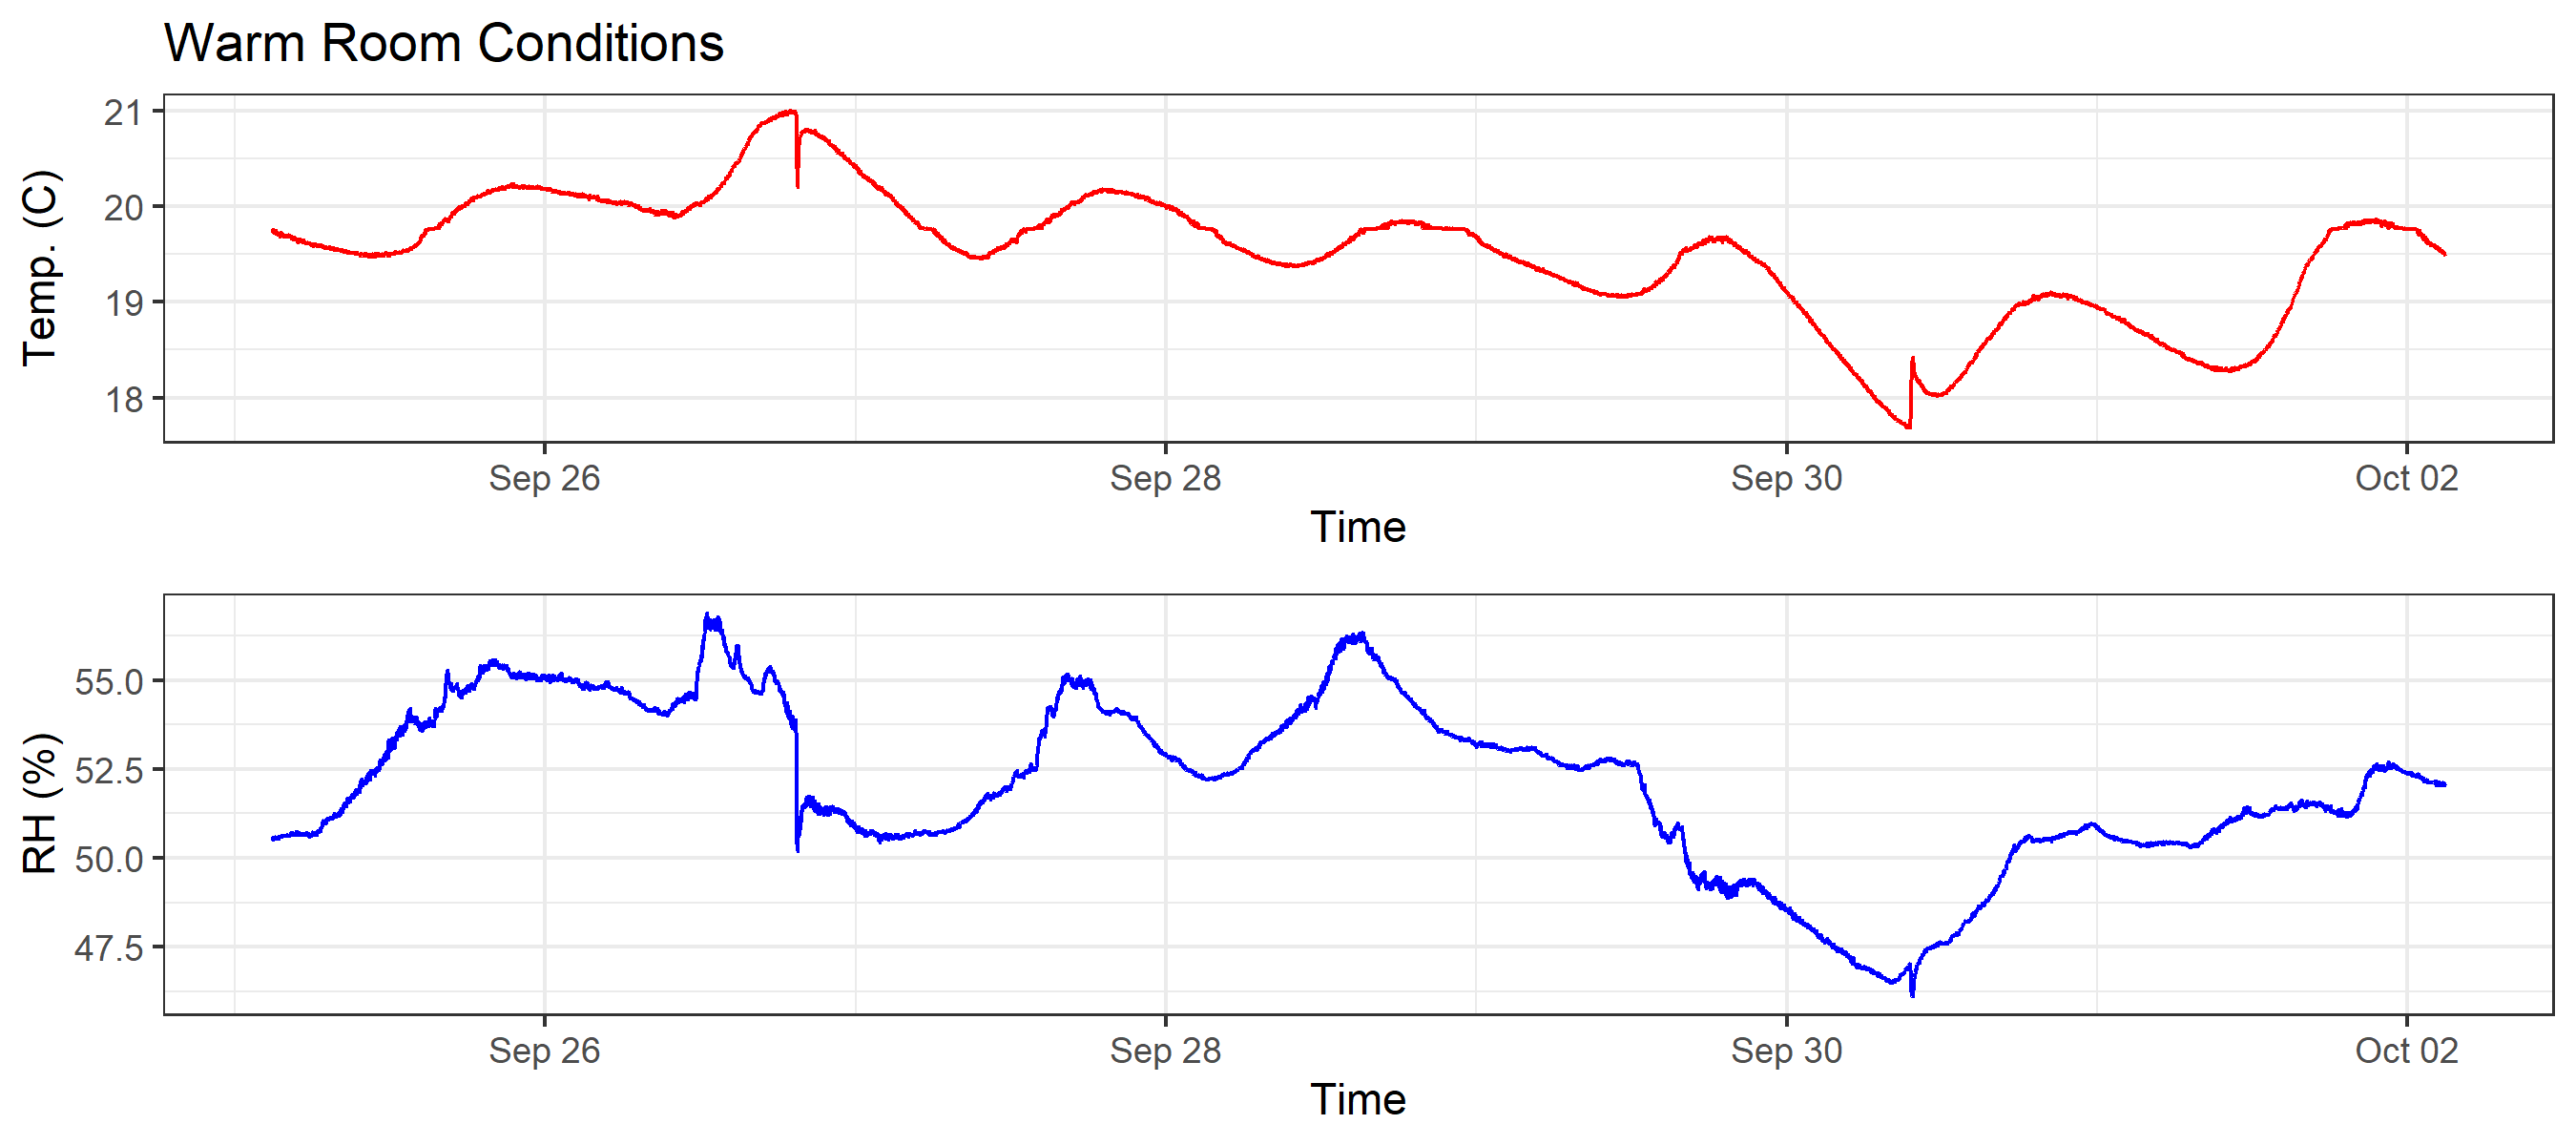 Warm Room Conditions
Temp. (C)
21
20
19
18
Sep 26 Sep 28 Sep 30 Oct 02
Time
RH (%)
55.0
52.5
50.0
47.5
Sep 26 Sep 28 Sep 30 Oct 02
Time